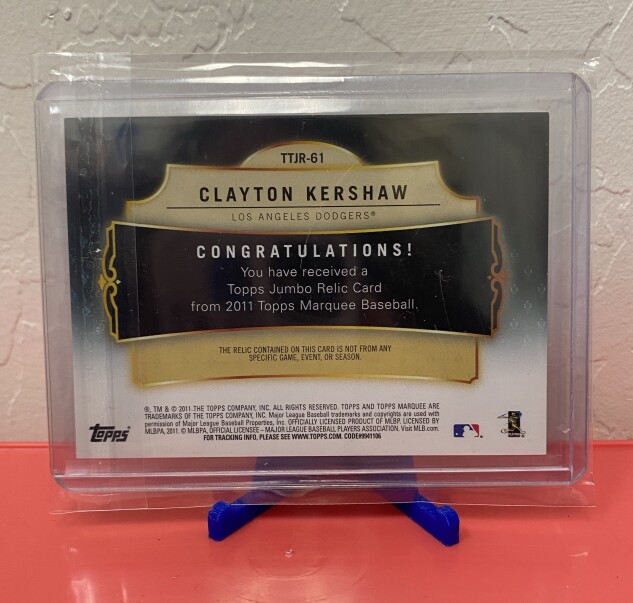 TTJR-61
CLAYTON KERSHAW
LOS ANGELES DODGERS®
CONGRATULATIONS!
You have received a
Topps Jumbo Relic Card
from 2011 Topps Marquee Baseball.
THE RELIC CONTAINED ON THIS CARD IS NOT FROM ANY
SPECIFIC GAME, EVENT, OR SEASON.
®, TM & © 2011 THE TOPPS COMPANY, INC. ALL RIGHTS RESERVED. TOPPS AND TOPPS MARQUEE ARE
TRADEMARKS OF THE TOPPS COMPANY, INC. Major League Baseball trademarks and copyrights are used with
permission of Major League Baseball Properties, Inc. OFFICIALLY LICENSED PRODUCT OF MLBP. LICENSED BY
MLBPA, 2011. © MLBPA, OFFICIAL LICENSEE – MAJOR LEAGUE BASEBALL PLAYERS ASSOCIATION. Visit MLB.com.
FOR TRACKING INFO, PLEASE SEE WWW.TOPPS.COM. CODE#9941106
topps